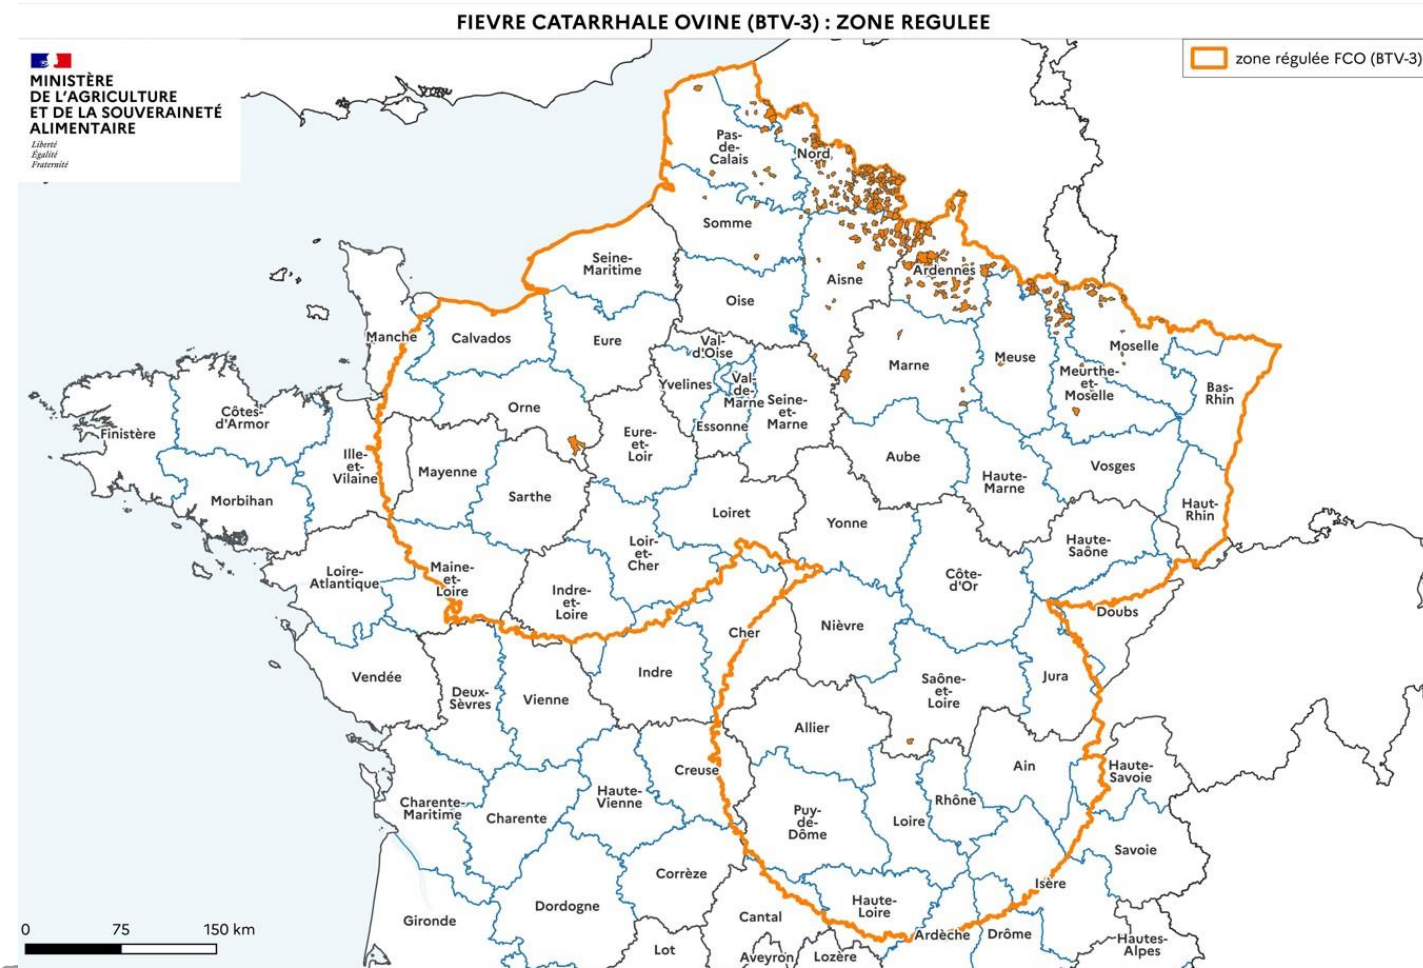 FIEVRE CATARRHALE OVINE (BTV-3) : ZONE REGULEE
MINISTÈRE
DE L'AGRICULTURE
ET DE LA SOUVERAINETÉ
ALIMENTAIRE
Liberté
Égalité
Fraternité
zone régulée FCO (BTV-3)
Pas-
de-
Calais
Nord
Somme
Seine-
Maritime
Oise
Aisne
Ardennes
Manche
Calvados
Eure
Val-
d'Oise
Yvelines
Val-
de-
Marne
Essonne
Seine-
et-
Marne
Marne
Meuse
Moselle
Meurthe-
et-
Moselle
Bas-
Rhin
Finistère
Côtes-
d'Armor
Morbihan
Ille-
et-
Vilaine
Orne
Mayenne
Sarthe
Eure-
et-
Loir
Aube
Haute-
Marne
Vosges
Haut-
Rhin
Loiret
Yonne
Haute-
Saône
Loire-
Atlantique
Maine-
et-
Loire
Indre-
et-
Loire
Loir-
et-
Cher
Côte-
d'Or
Doubs
Cher
Nièvre
Vendée
Deux-
Sèvres
Vienne
Indre
Saône-
et-
Loire
Jura
Allier
Creuse
Haute-
Vienne
Charente-
Maritime
Charente
Puy-
de-
Dôme
Loire
Rhône
Ain
Haute-
Savoie
Savoie
Isère
Corrèze
Dordogne
Gironde
Cantal
Haute-
Loire
Ardèche
Drôme
Hautes-
Alpes
Lot
Aveyron
Lozère
0 75 150 km